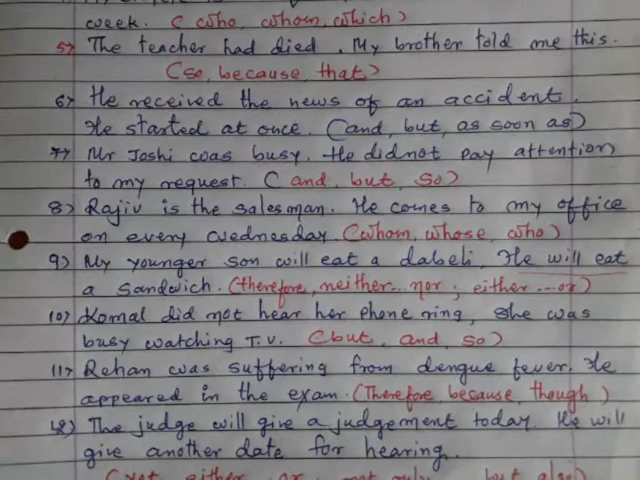 week. (who, whom, which)
5) The teacher had died. My brother told me this.
(so, because, that)
6) He received the news of an accident.
He started at once. (and, but, as soon as)
7) Mr Joshi was busy. He didnot pay attention
to my request. (and, but, so)
8) Rajiv is the salesman. He comes to my office
on every wednesday. (whom, whose, who)
9) My younger son will eat a dabeli. He will eat
a sandwich. (therefore, neither...nor; either...or)
10) Komal did not hear her phone ring, She was
busy watching T.V. (but, and, so)
11) Rehan was suffering from dengue fever. He
appeared in the exam. (Therefore, because, though)
12) The judge will give a judgement today. He will
give another date for hearing.
either or not only but also)